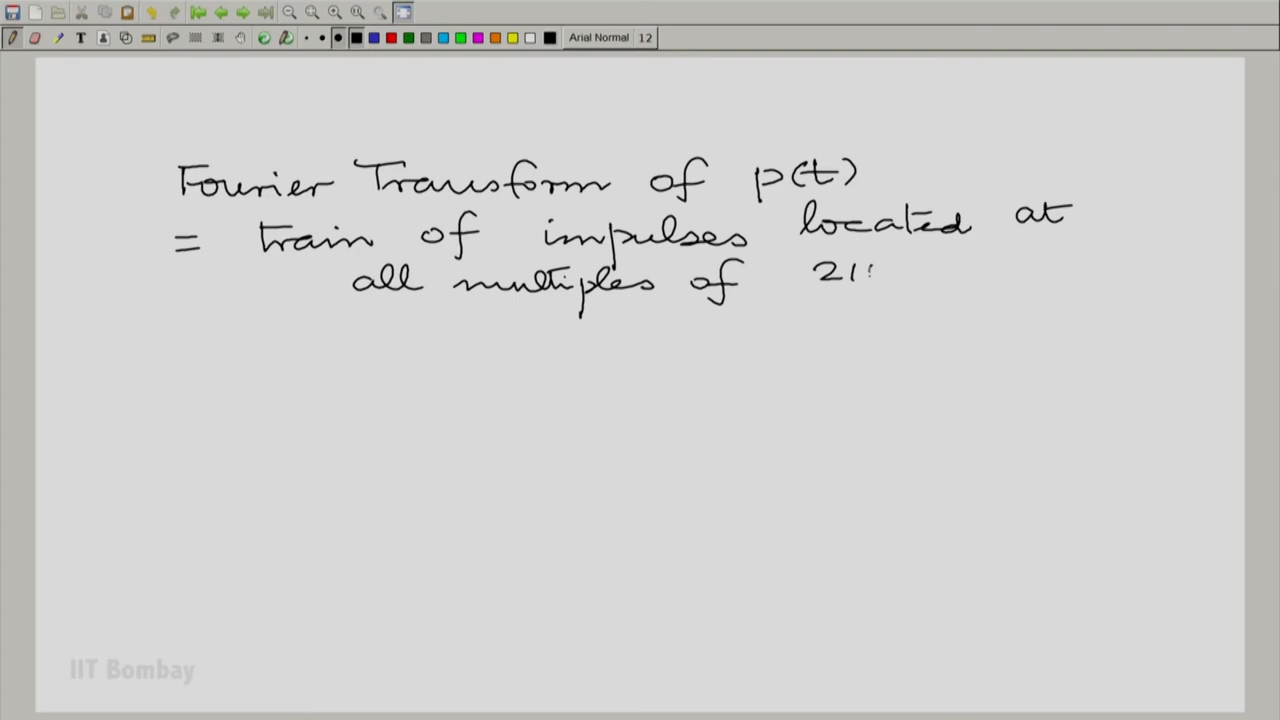 Arial Normal 12
Fourier Transform of p(t)
= train of impulses located at
all multiples of 2
IIT Bombay